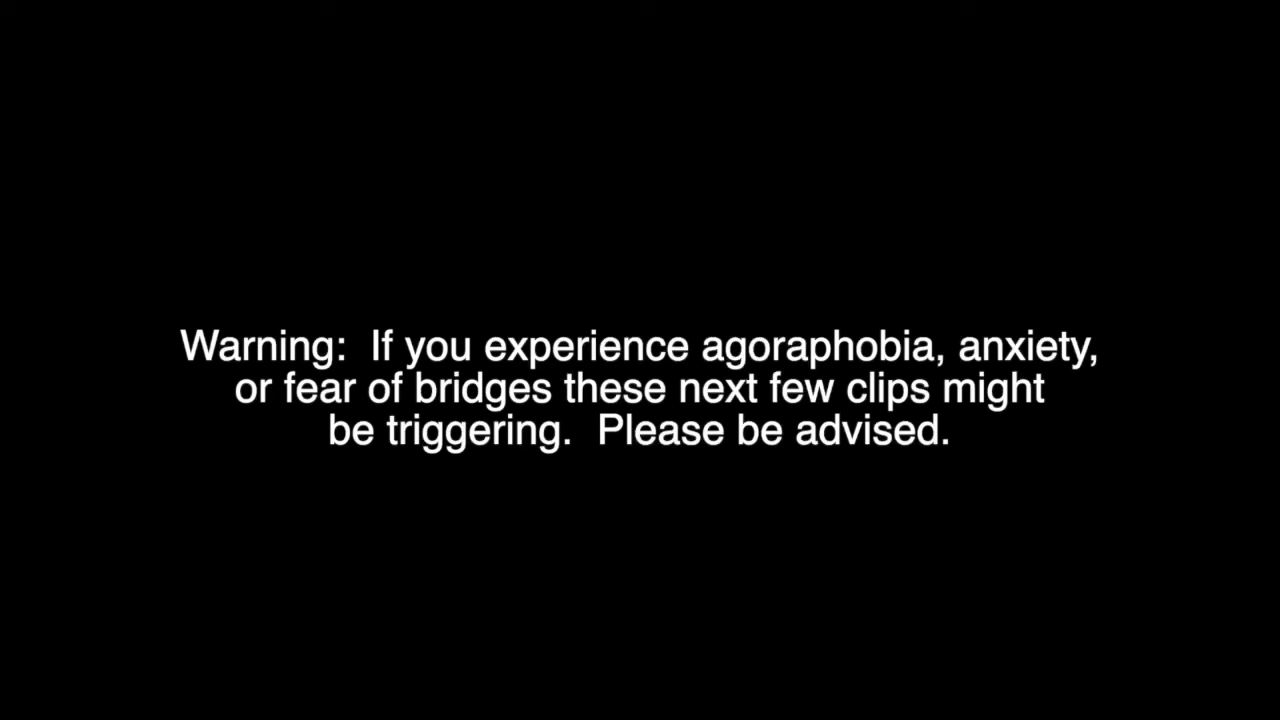 Warning:  If you experience agoraphobia, anxiety,
or fear of bridges these next few clips might
be triggering.  Please be advised.